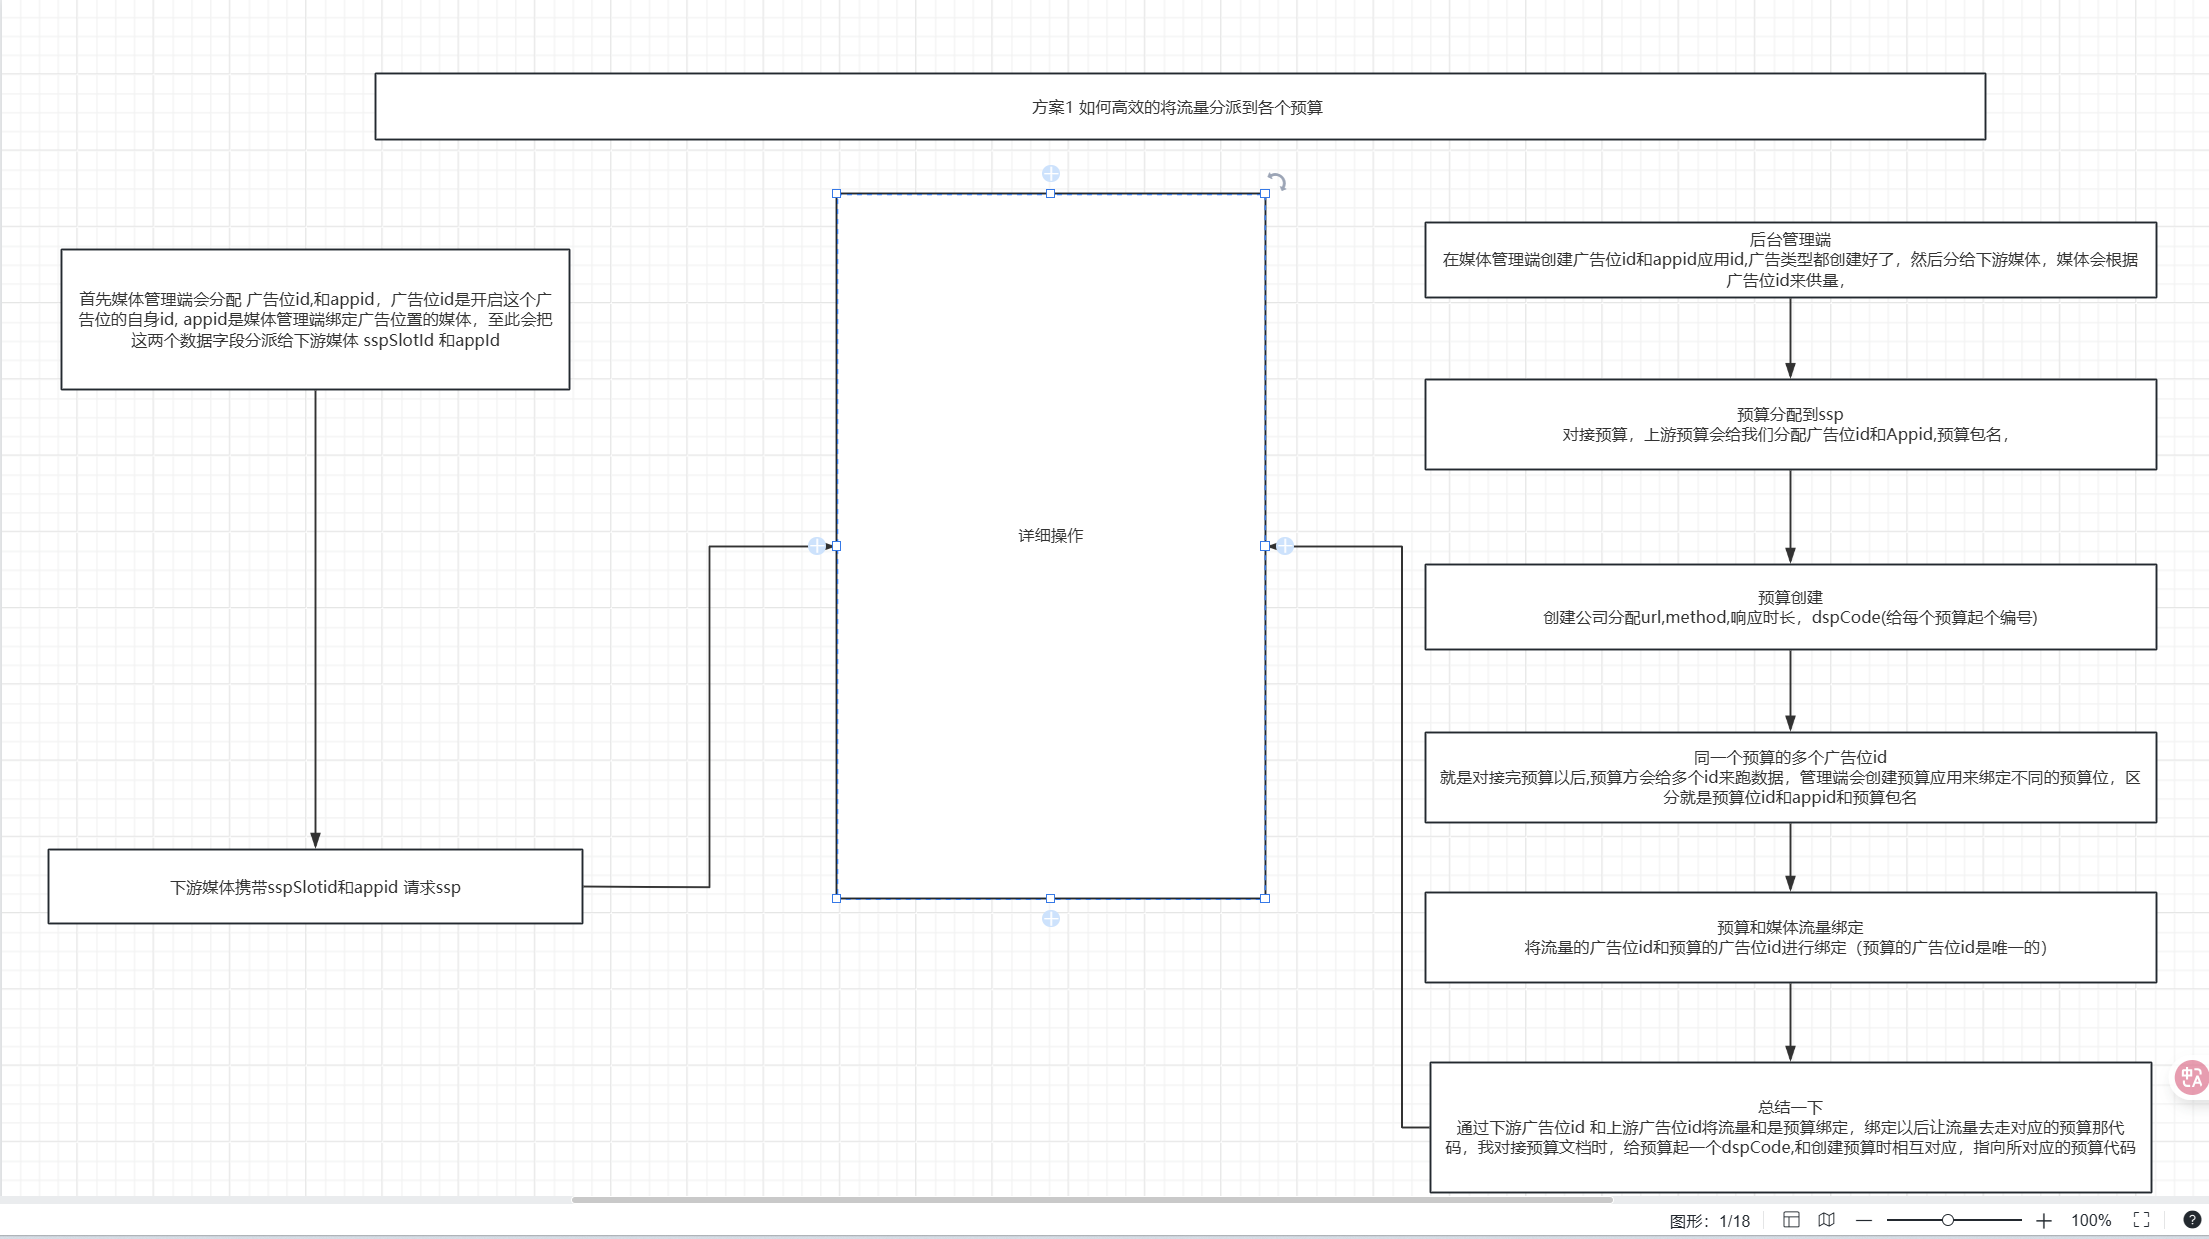 方案1 如何高效的将流量分派到各个预算
首先媒体管理端会分配 广告位id,和appid，广告位id是开启这个广
告位的自身id, appid是媒体管理端绑定广告位置的媒体，至此会把
这两个数据字段分派给下游媒体 sspSlotId 和appId
下游媒体携带sspSlotid和appid 请求ssp
详细操作
后台管理端
在媒体管理端创建广告位id和appid应用id,广告类型都创建好了，然后分给下游媒体，媒体会根据
广告位id来供量，
预算分配到ssp
对接预算，上游预算会给我们分配广告位id和Appid,预算包名，
预算创建
创建公司分配url,method,响应时长，dspCode(给每个预算起个编号)
同一个预算的多个广告位id
就是对接完预算以后,预算方会给多个id来跑数据，管理端会创建预算应用来绑定不同的预算位，区
分就是预算位id和appid和预算包名
预算和媒体流量绑定
将流量的广告位id和预算的广告位id进行绑定（预算的广告位id是唯一的）
总结一下
通过下游广告位id 和上游广告位id将流量和是预算绑定，绑定以后让流量去走对应的预算那代
码，我对接预算文档时，给预算起一个dspCode,和创建预算时相互对应，指向所对应的预算代码
图形：1/18
100%